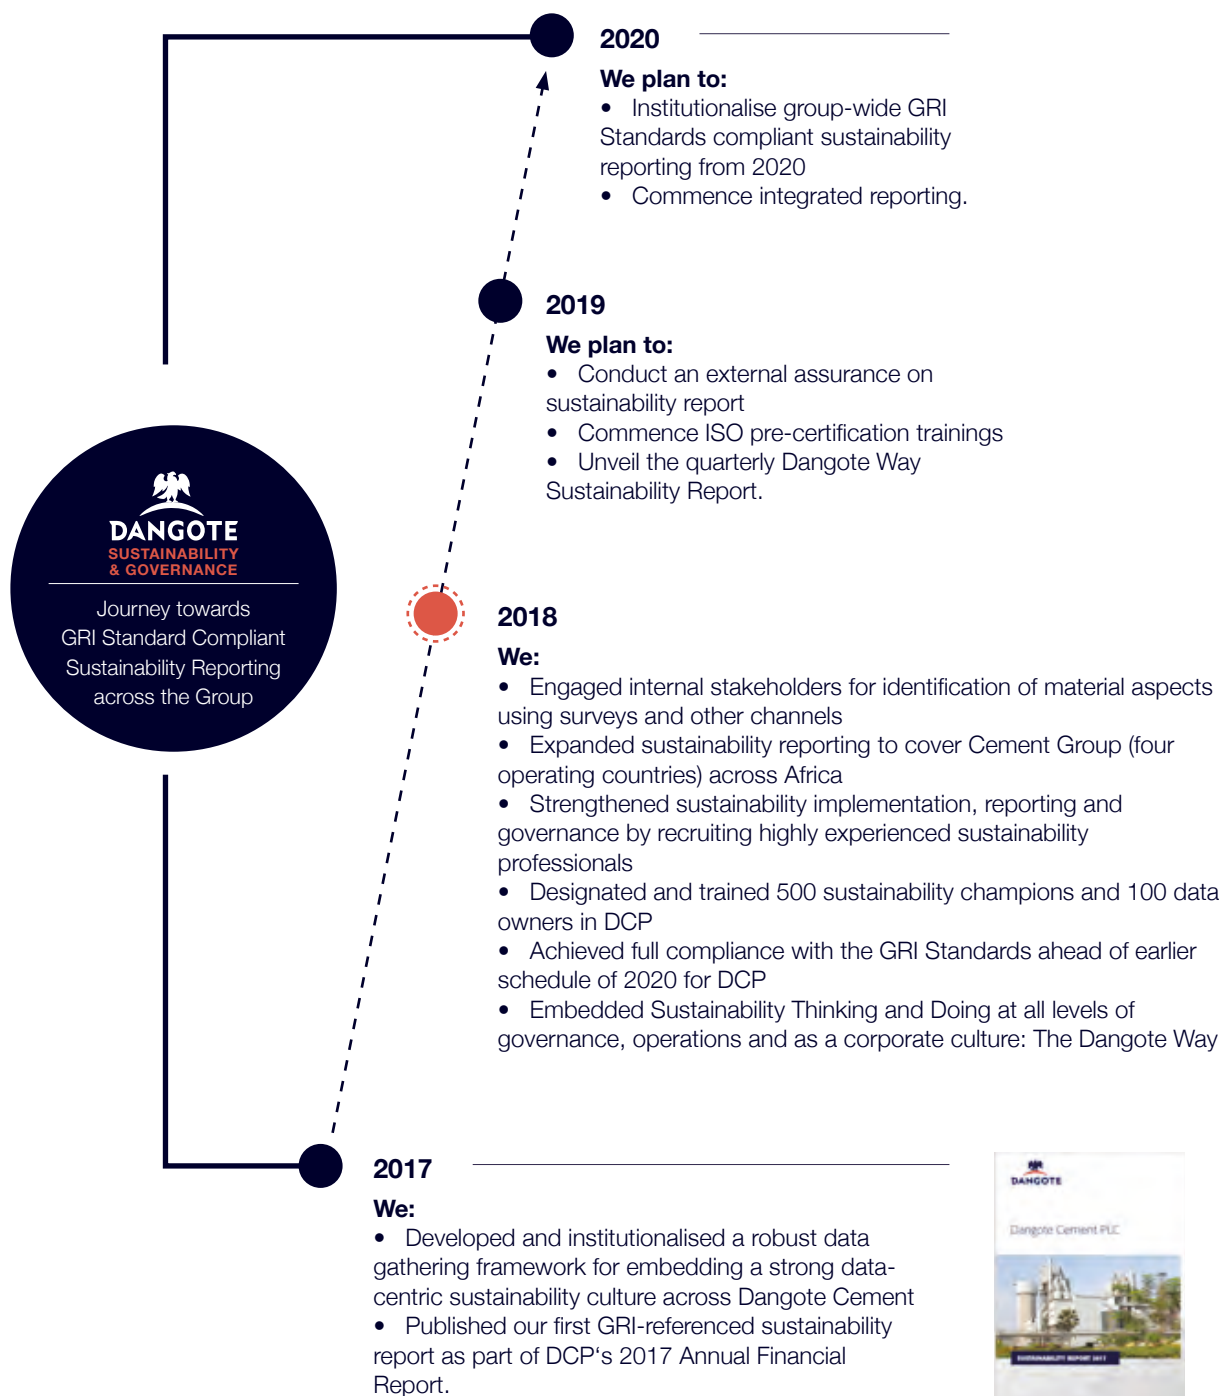 2020
We plan to:
• Institutionalise group-wide GRI
Standards compliant sustainability
reporting from 2020
• Commence integrated reporting.
2019
We plan to:
• Conduct an external assurance on
sustainability report
• Commence ISO pre-certification trainings
• Unveil the quarterly Dangote Way
Sustainability Report.
DANGOTE
SUSTAINABILITY
& GOVERNANCE
Journey towards
GRI Standard Compliant
Sustainability Reporting
across the Group
2018
We:
• Engaged internal stakeholders for identification of material aspects
using surveys and other channels
• Expanded sustainability reporting to cover Cement Group (four
operating countries) across Africa
• Strengthened sustainability implementation, reporting and
governance by recruiting highly experienced sustainability
professionals
• Designated and trained 500 sustainability champions and 100 data
owners in DCP
• Achieved full compliance with the GRI Standards ahead of earlier
schedule of 2020 for DCP
• Embedded Sustainability Thinking and Doing at all levels of
governance, operations and as a corporate culture: The Dangote Way
2017
We:
• Developed and institutionalised a robust data
gathering framework for embedding a strong data-
centric sustainability culture across Dangote Cement
• Published our first GRI-referenced sustainability
report as part of DCP‘s 2017 Annual Financial
Report.
DANGOTE
Dangote Cement PLC
SUSTAINABILITY REPORT 2017